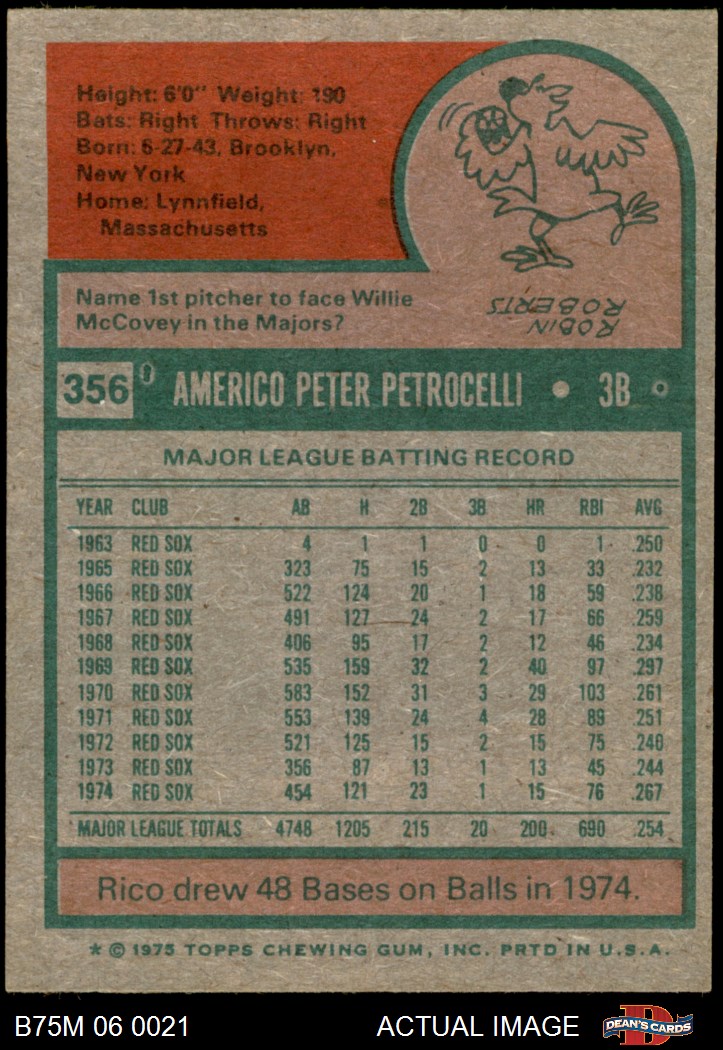 Height: 6'0" Weight: 190
Bats: Right Throws: Right
Born: 6-27-43, Brooklyn,
New York
Home: Lynnfield,
Massachusetts
Name 1st pitcher to face Willie
McCovey in the Majors?
ROBIN
ROBERTS
356 AMERICO PETER PETROCELLI • 3B
MAJOR LEAGUE BATTING RECORD
YEAR CLUB AB H 2B 3B HR RBI AVG
1963 RED SOX 4 1 1 0 0 1 .250
1965 RED SOX 323 75 15 2 13 33 .232
1966 RED SOX 522 124 20 1 18 59 .238
1967 RED SOX 491 127 24 2 17 66 .259
1968 RED SOX 406 95 17 2 12 46 .234
1969 RED SOX 535 159 32 2 40 97 .297
1970 RED SOX 583 152 31 3 29 103 .261
1971 RED SOX 553 139 24 4 28 89 .251
1972 RED SOX 521 125 15 2 15 75 .240
1973 RED SOX 356 87 13 1 13 45 .244
1974 RED SOX 454 121 23 1 15 76 .267
MAJOR LEAGUE TOTALS 4748 1205 215 20 200 690 .254
Rico drew 48 Bases on Balls in 1974.
* © 1975 TOPPS CHEWING GUM, INC. PRTD IN U.S.A.
B75M 06 0021 ACTUAL IMAGE D DEAN'S CARDS